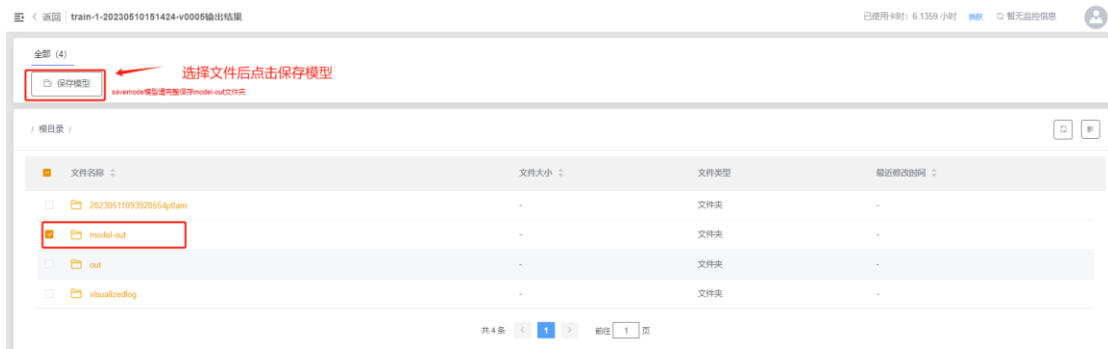 返回 train-1-20230510151424-v0005输出结果 已使用卡时: 6.1359 小时 换肤 暂无监控信息
全部 (4)
保存模型 选择文件后点击保存模型
savemode模型请完整保存model-out文件夹
/ 根目录 /
文件名称 文件大小 文件类型 最近修改时间
20230511093920554p0am - 文件夹 -
model-out - 文件夹 -
out - 文件夹 -
visualizedlog - 文件夹 -
共 4 条 < 1 > 前往 1 页